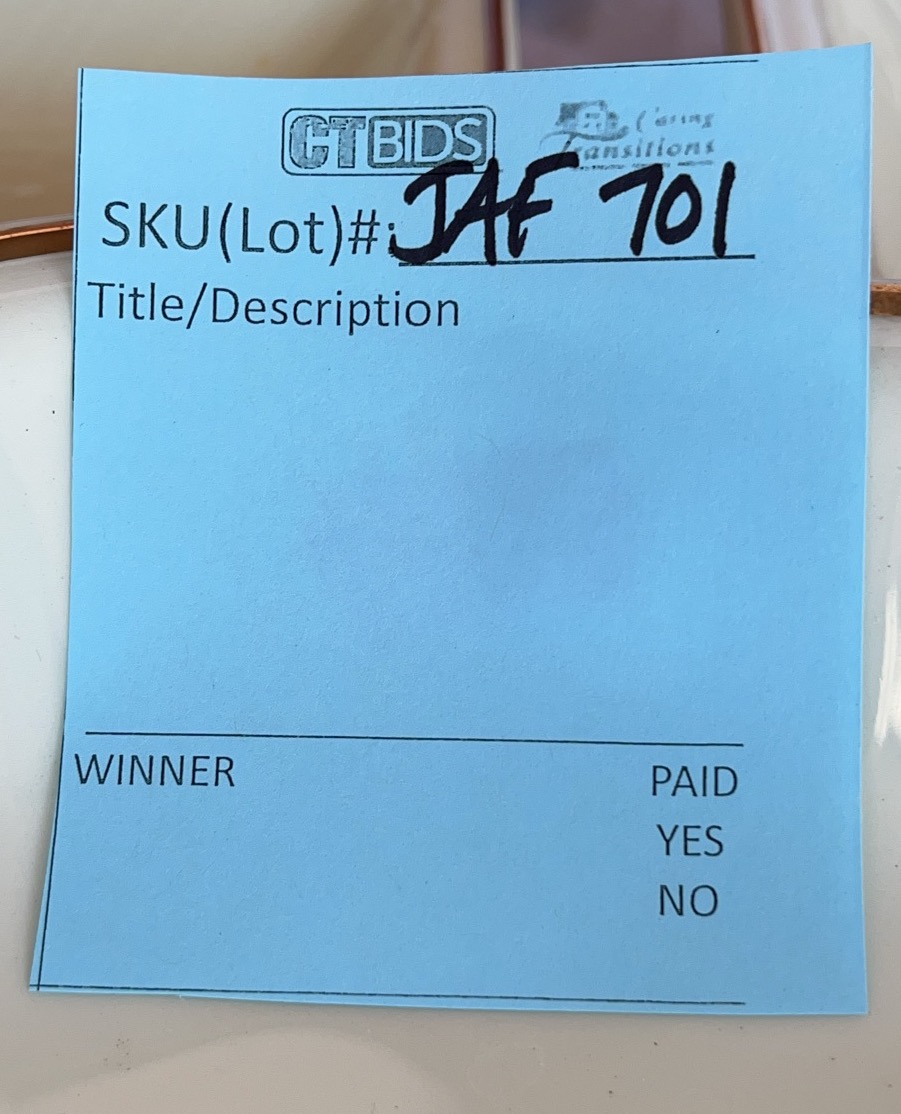 CTBIDS Caring Transitions
SKU(Lot)#: JAF 701
Title/Description
WINNER PAID
YES
NO